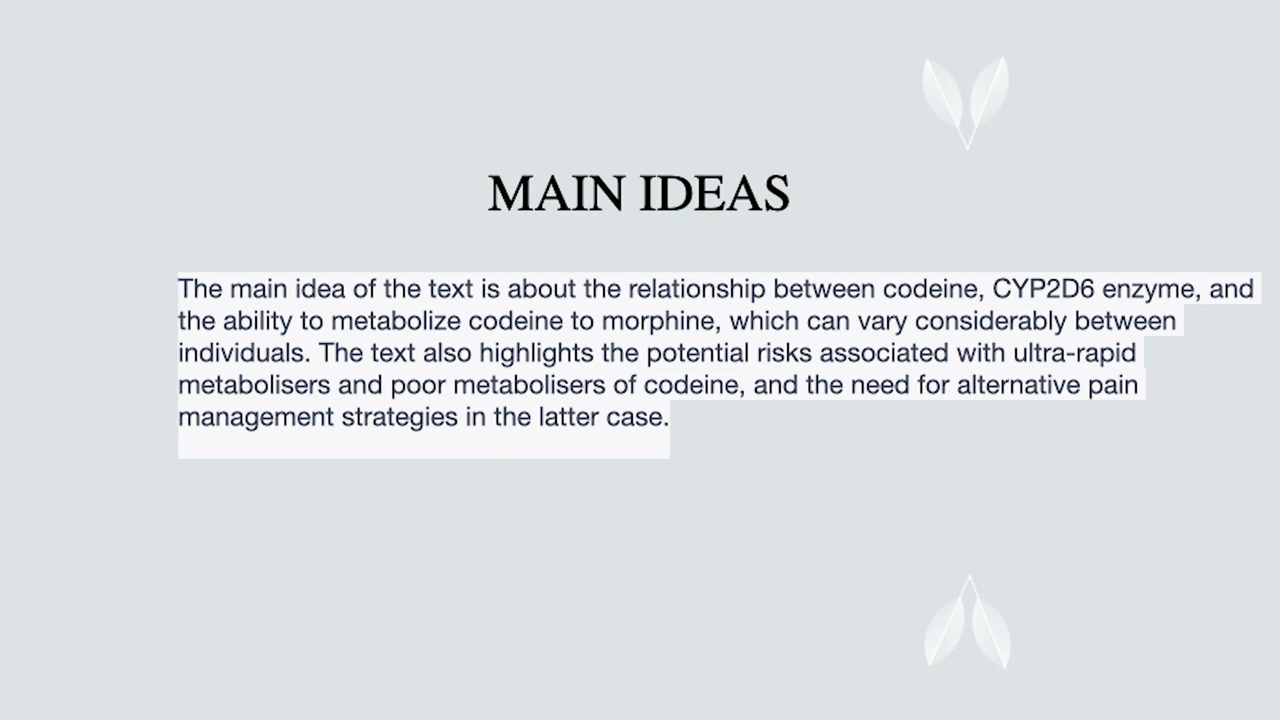 MAIN IDEAS
The main idea of the text is about the relationship between codeine, CYP2D6 enzyme, and
the ability to metabolize codeine to morphine, which can vary considerably between
individuals. The text also highlights the potential risks associated with ultra-rapid
metabolisers and poor metabolisers of codeine, and the need for alternative pain
management strategies in the latter case.